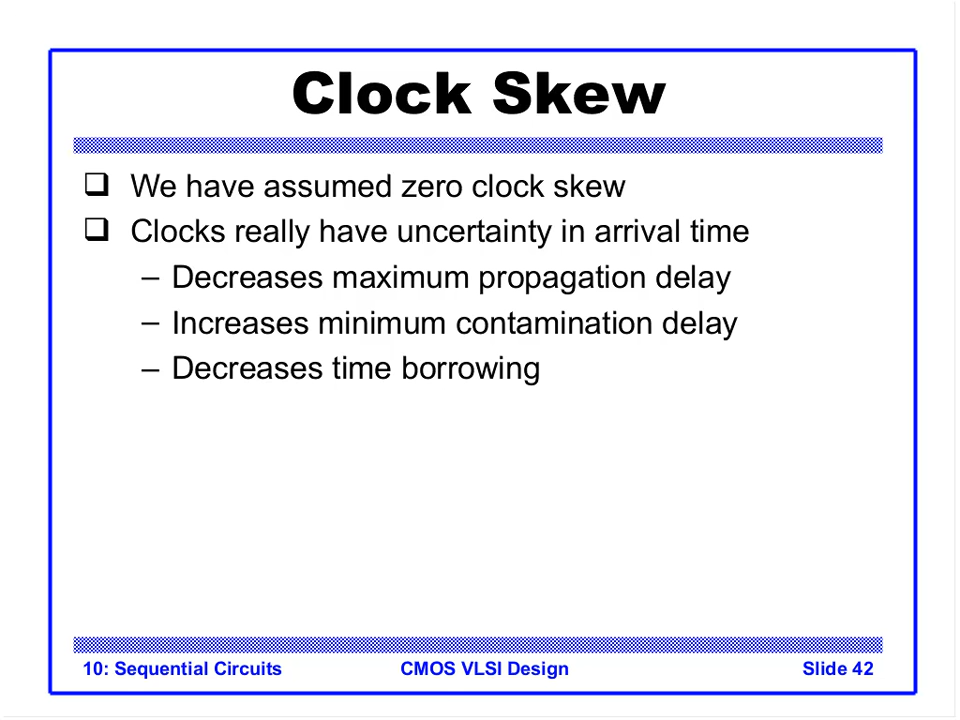 Clock Skew
❑ We have assumed zero clock skew
❑ Clocks really have uncertainty in arrival time
– Decreases maximum propagation delay
– Increases minimum contamination delay
– Decreases time borrowing
10: Sequential Circuits CMOS VLSI Design Slide 42